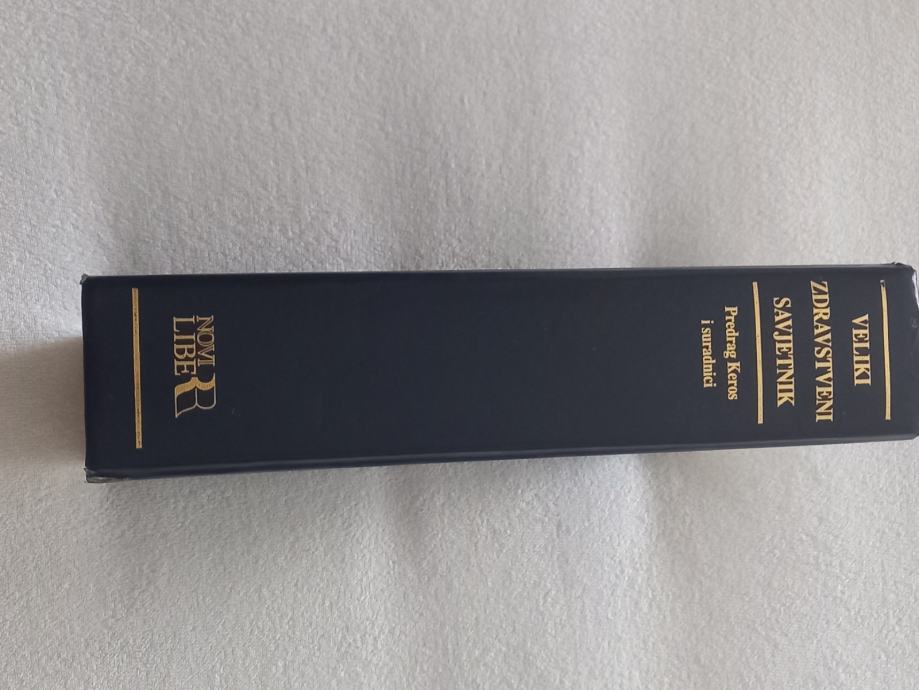 VELIKI
ZDRAVSTVENI
SAVJETNIK
Predrag Keros
i suradnici
NOVI
LIBER